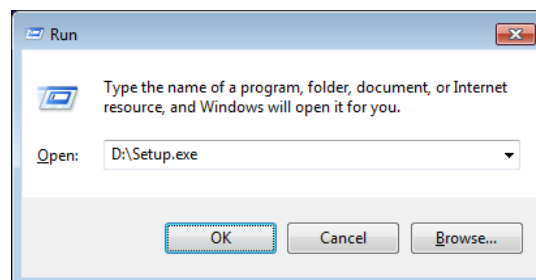 Run
Type the name of a program, folder, document, or Internet
resource, and Windows will open it for you.
Open: D:\Setup.exe
OK Cancel Browse...